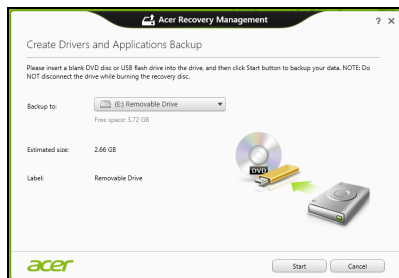 Acer Recovery Management
? ×
Create Drivers and Applications Backup
Please insert a blank DVD disc or USB flash drive into the drive, and then click Start button to backup your data. NOTE: Do
NOT disconnect the drive while burning the recovery disc.
Backup to: (E:) Removable Drive
Free space: 3.72 GB
Estimated size: 2.66 GB
DVD
Label: Removable Drive
acer Start Cancel